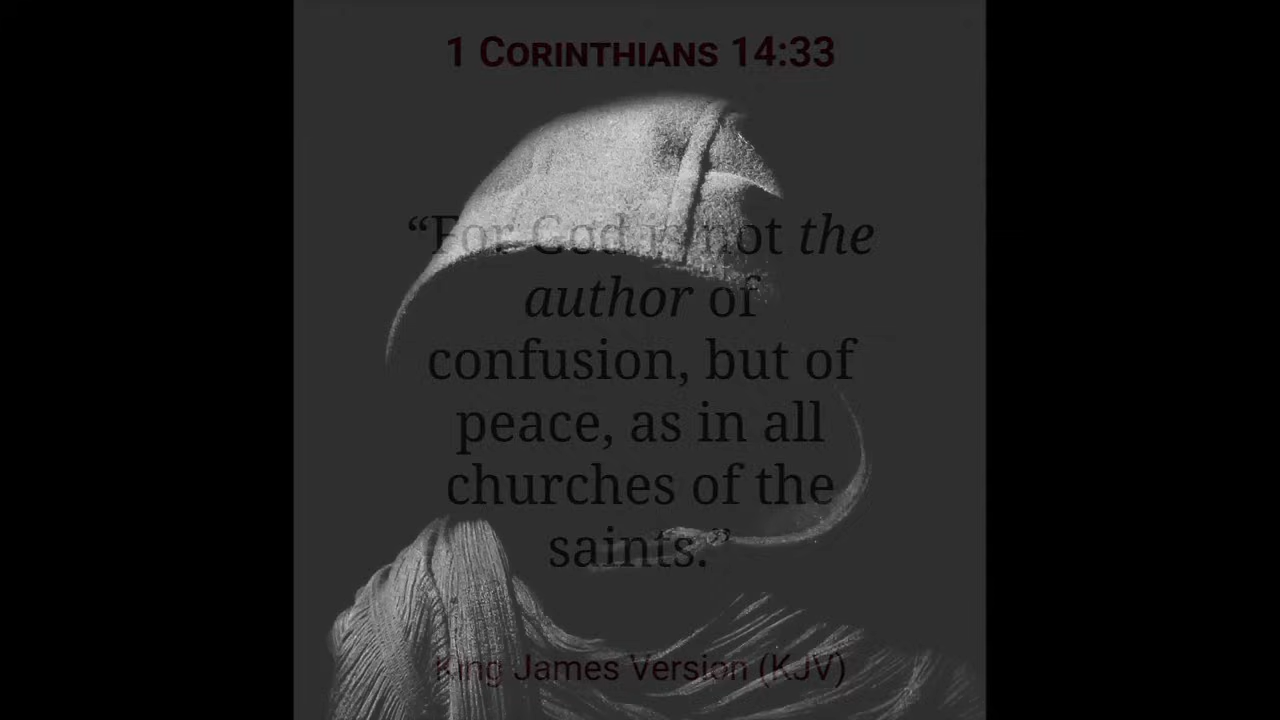 1 CORINTHIANS 14:33
“For God is not the
author of
confusion, but of
peace, as in all
churches of the
saints.”
King James Version (KJV)